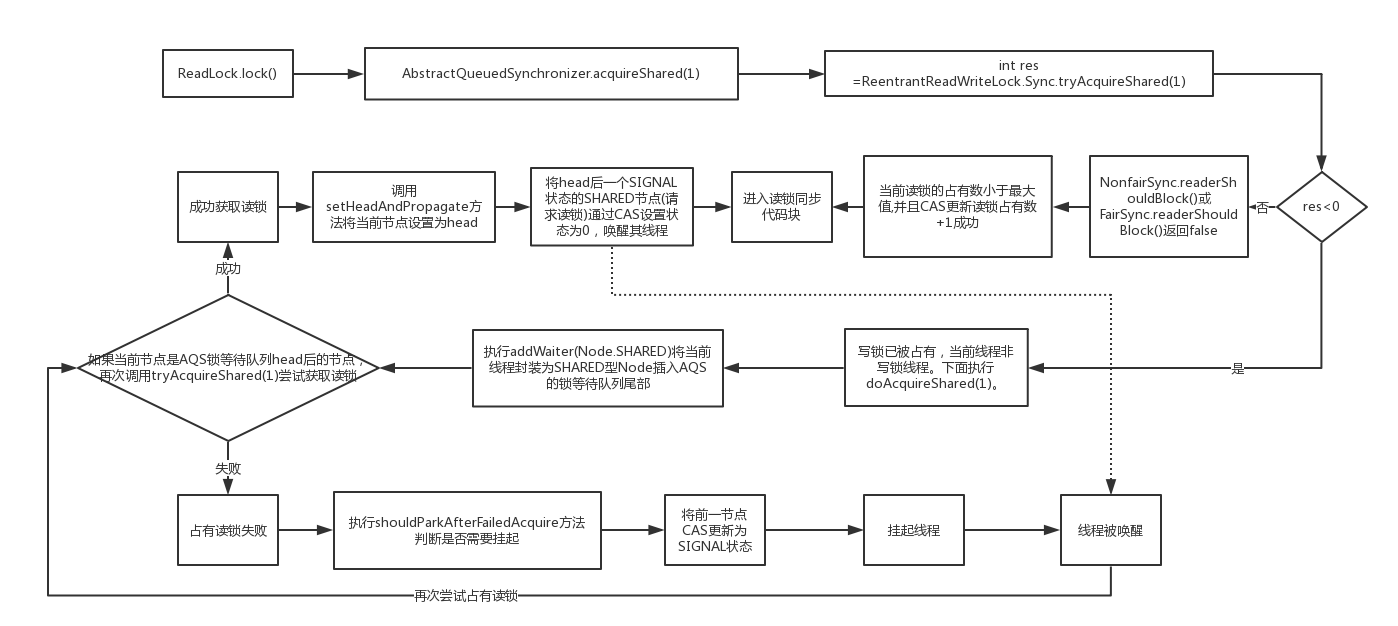 ReadLock.lock()
AbstractQueuedSynchronizer.acquireShared(1)
int res
=ReentrantReadWriteLock.Sync.tryAcquireShared(1)
成功获取读锁
调用
setHeadAndPropagate方
法将当前节点设置为head
将head后一个SIGNAL
状态的SHARED节点(请
求读锁)通过CAS设置状
态为0，唤醒其线程
进入读锁同步
代码块
当前读锁的占有数小于最大
值,并且CAS更新读锁占有数
+1成功
NonfairSync.readerSh
ouldBlock()或
FairSync.readerShould
Block()返回false
否
res<0
成功
如果当前节点是AQS锁等待队列head后的节点，
再次调用tryAcquireShared(1)尝试获取读锁
执行addWaiter(Node.SHARED)将当前
线程封装为SHARED型Node插入AQS
的锁等待队列尾部
写锁已被占有，当前线程非
写锁线程。下面执行
doAcquireShared(1)。
是
失败
占有读锁失败
执行shouldParkAfterFailedAcquire方法
判断是否需要挂起
将前一节点
CAS更新为
SIGNAL状态
挂起线程
线程被唤醒
再次尝试占有读锁